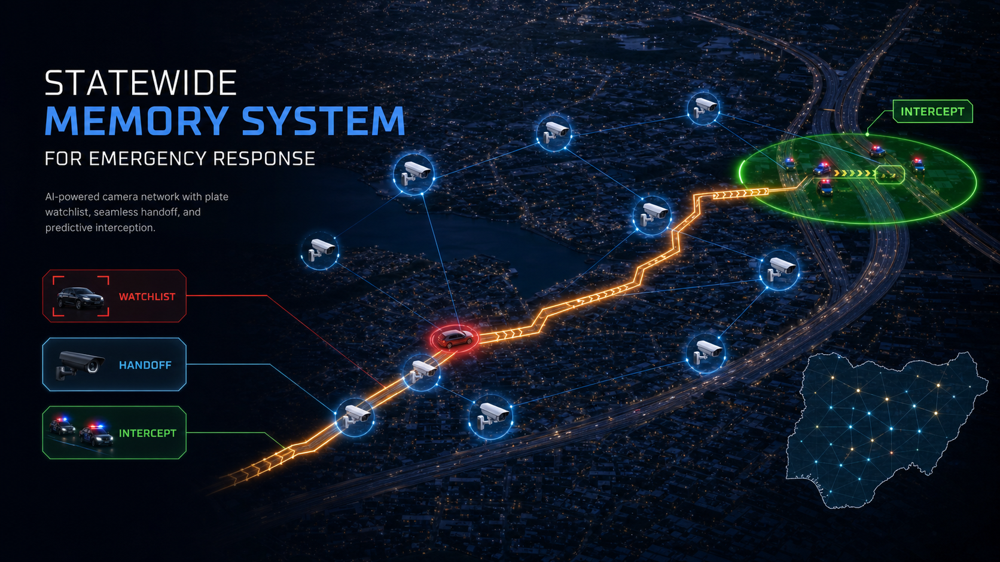 STATEWIDE
MEMORY SYSTEM
FOR EMERGENCY RESPONSE
AI-powered camera network with plate
watchlist, seamless handoff, and
predictive interception.
WATCHLIST
HANDOFF
INTERCEPT
INTERCEPT